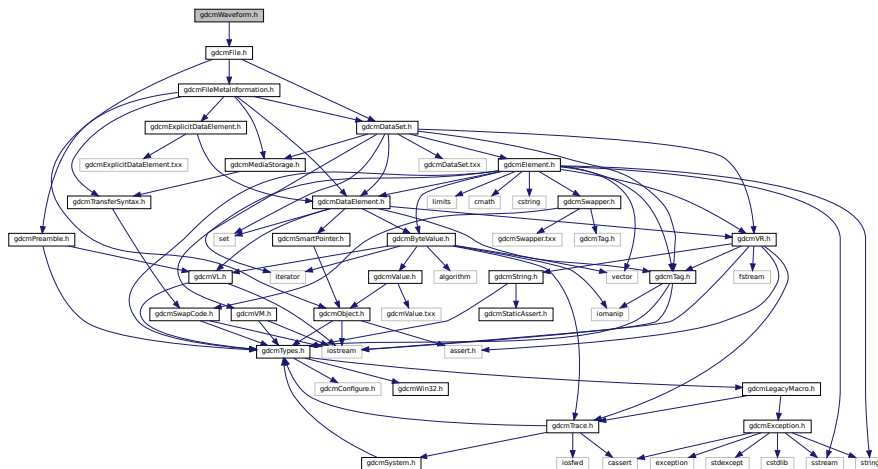 gdcmWaveform.h
gdcmFile.h
gdcmFileMetaInformation.h
gdcmExplicitDataElement.h
gdcmDataSet.h
gdcmExplicitDataElement.txx
gdcmMediaStorage.h
gdcmDataSet.txx
gdcmElement.h
gdcmTransferSyntax.h
gdcmDataElement.h
limits
cmath
cstring
gdcmSwapper.h
gdcmPreamble.h
set
gdcmSmartPointer.h
gdcmByteValue.h
gdcmSwapper.txx
gdcmTag.h
gdcmVR.h
gdcmVL.h
iterator
gdcmValue.h
algorithm
gdcmString.h
vector
gdcmTag.h
fstream
gdcmSwapCode.h
gdcmVM.h
gdcmObject.h
gdcmValue.txx
gdcmStaticAssert.h
iomanip
gdcmTypes.h
iostream
assert.h
gdcmConfigure.h
gdcmWin32.h
gdcmLegacyMacro.h
gdcmTrace.h
gdcmException.h
gdcmSystem.h
iosfwd
cassert
exception
stdexcept
cstdlib
sstream
string